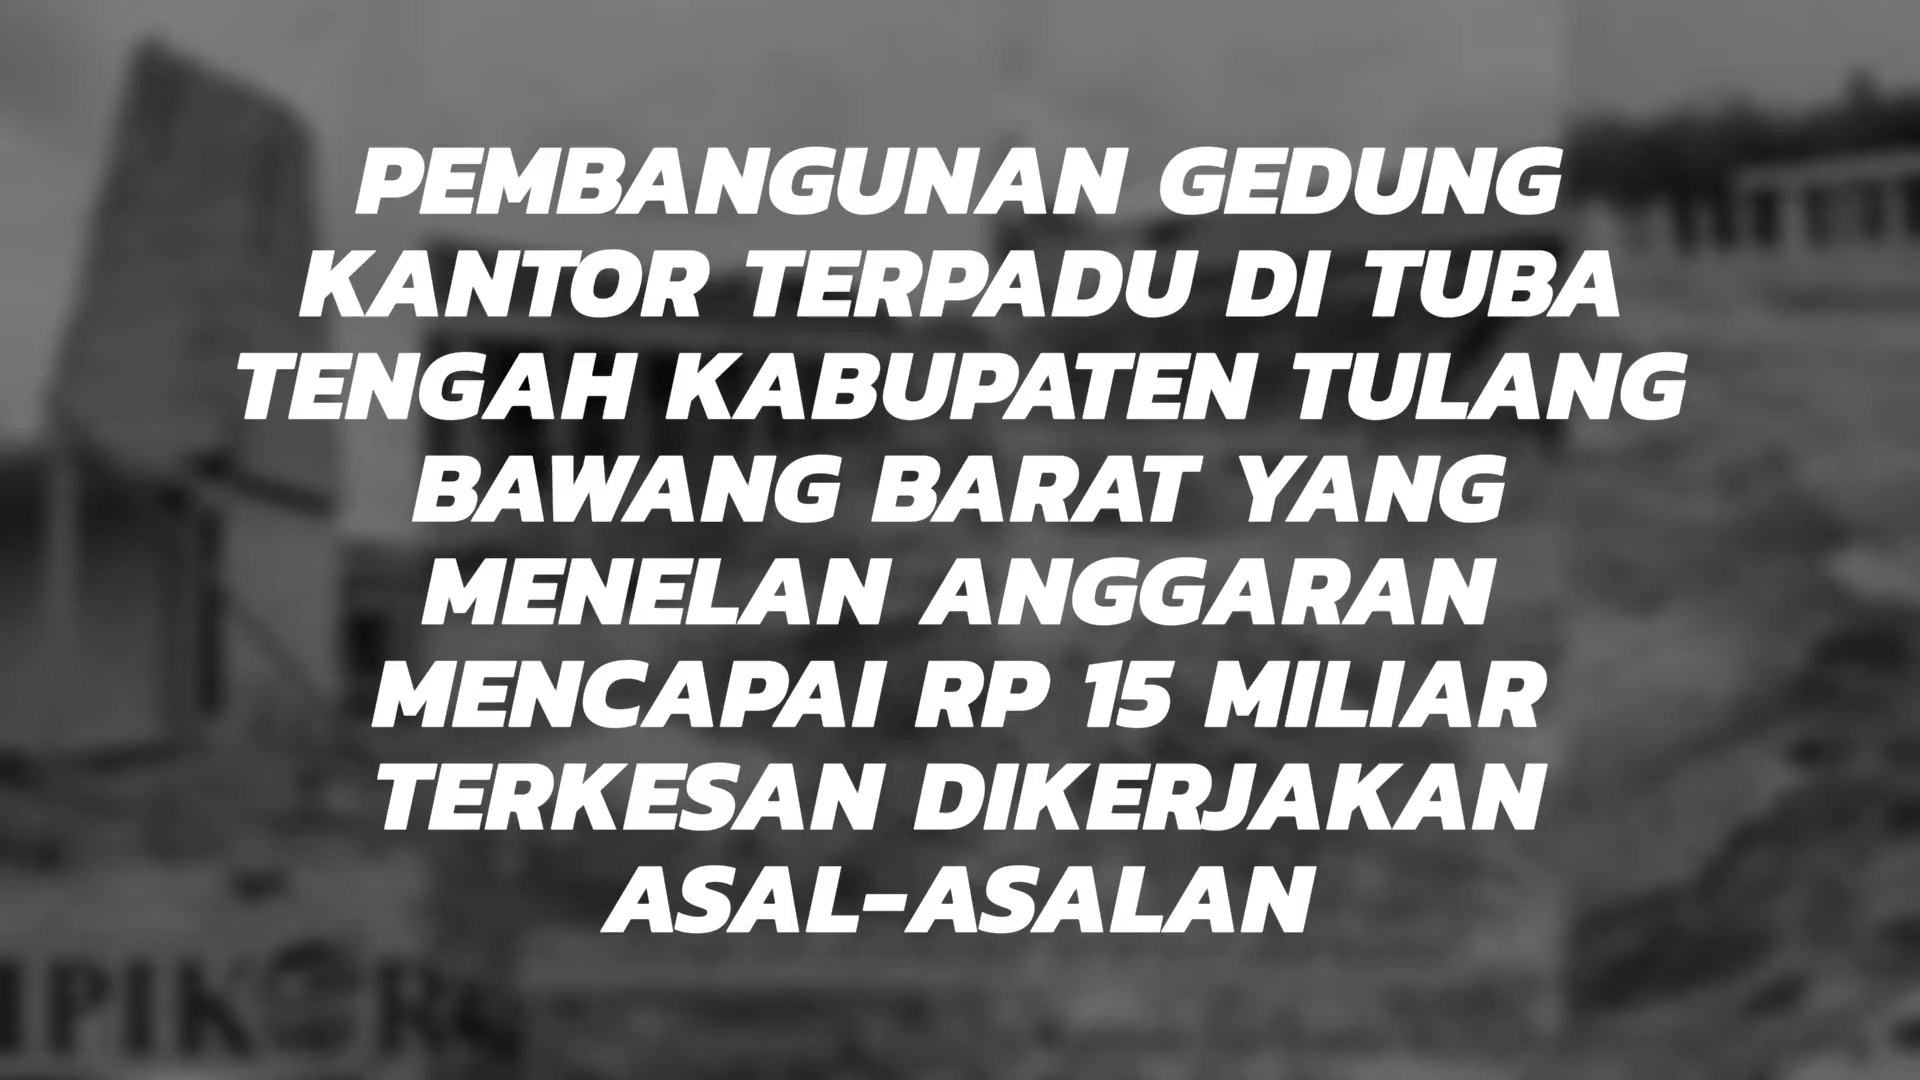 PEMBANGUNAN GEDUNG
KANTOR TERPADU DI TUBA
TENGAH KABUPATEN TULANG
BAWANG BARAT YANG
MENELAN ANGGARAN
MENCAPAI RP 15 MILIAR
TERKESAN DIKERJAKAN
ASAL-ASALAN